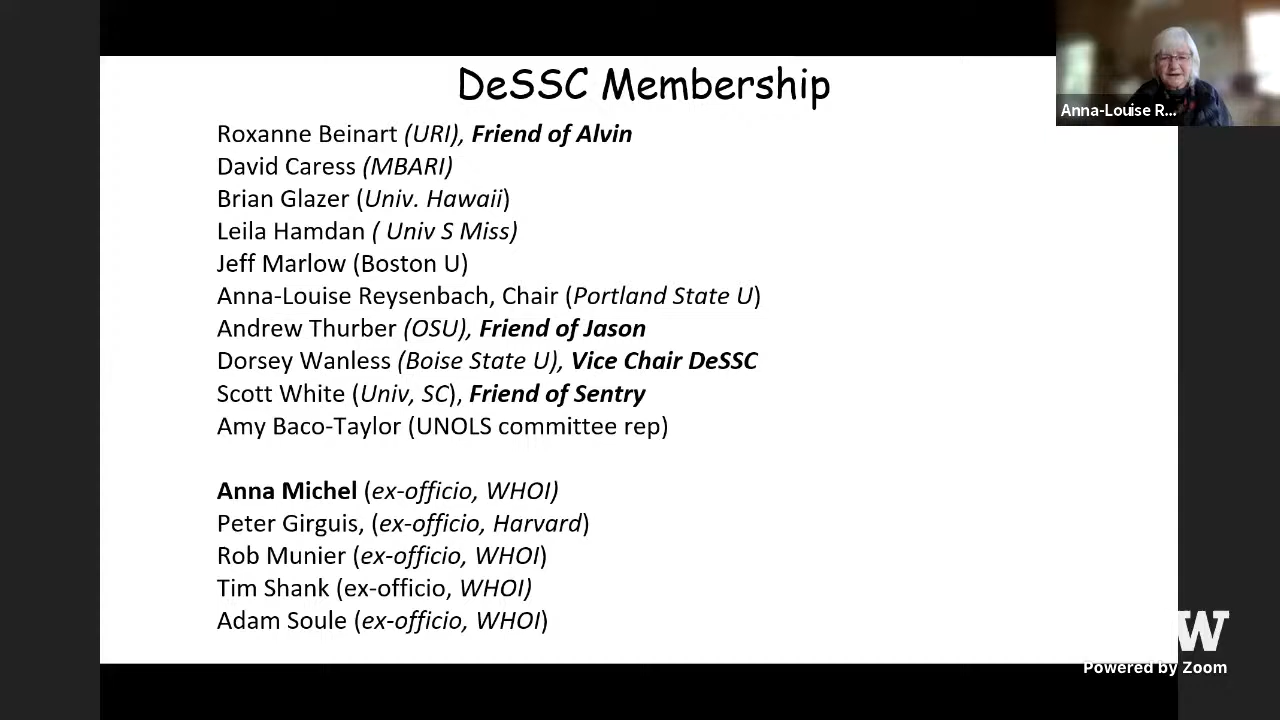 DeSSC Membership
Roxanne Beinart (URI), Friend of Alvin
David Caress (MBARI)
Brian Glazer (Univ. Hawaii)
Leila Hamdan ( Univ S Miss)
Jeff Marlow (Boston U)
Anna-Louise Reysenbach, Chair (Portland State U)
Andrew Thurber (OSU), Friend of Jason
Dorsey Wanless (Boise State U), Vice Chair DeSSC
Scott White (Univ, SC), Friend of Sentry
Amy Baco-Taylor (UNOLS committee rep)
Anna Michel (ex-officio, WHOI)
Peter Girguis, (ex-officio, Harvard)
Rob Munier (ex-officio, WHOI)
Tim Shank (ex-officio, WHOI)
Adam Soule (ex-officio, WHOI)
Anna-Louise R...
W
Powered by Zoom